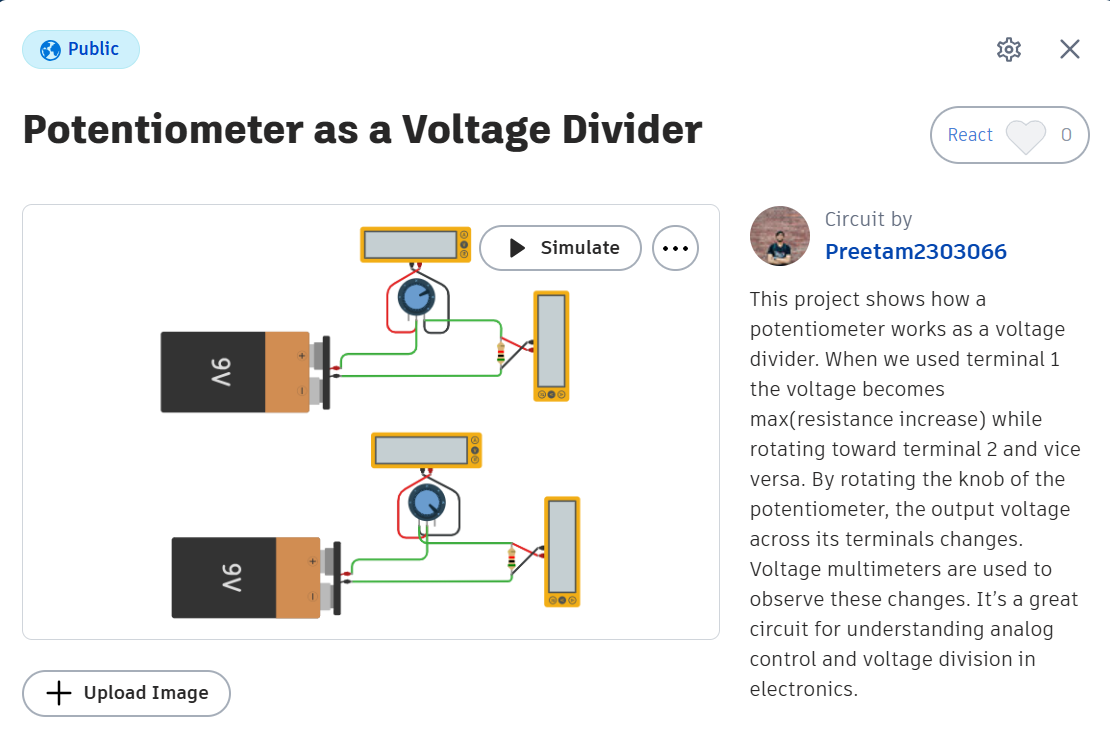 Public
Potentiometer as a Voltage Divider
React 0
Simulate
9V
9V
Upload Image
Circuit by
Preetam2303066
This project shows how a
potentiometer works as a voltage
divider. When we used terminal 1
the voltage becomes
max(resistance increase) while
rotating toward terminal 2 and vice
versa. By rotating the knob of the
potentiometer, the output voltage
across its terminals changes.
Voltage multimeters are used to
observe these changes. It’s a great
circuit for understanding analog
control and voltage division in
electronics.